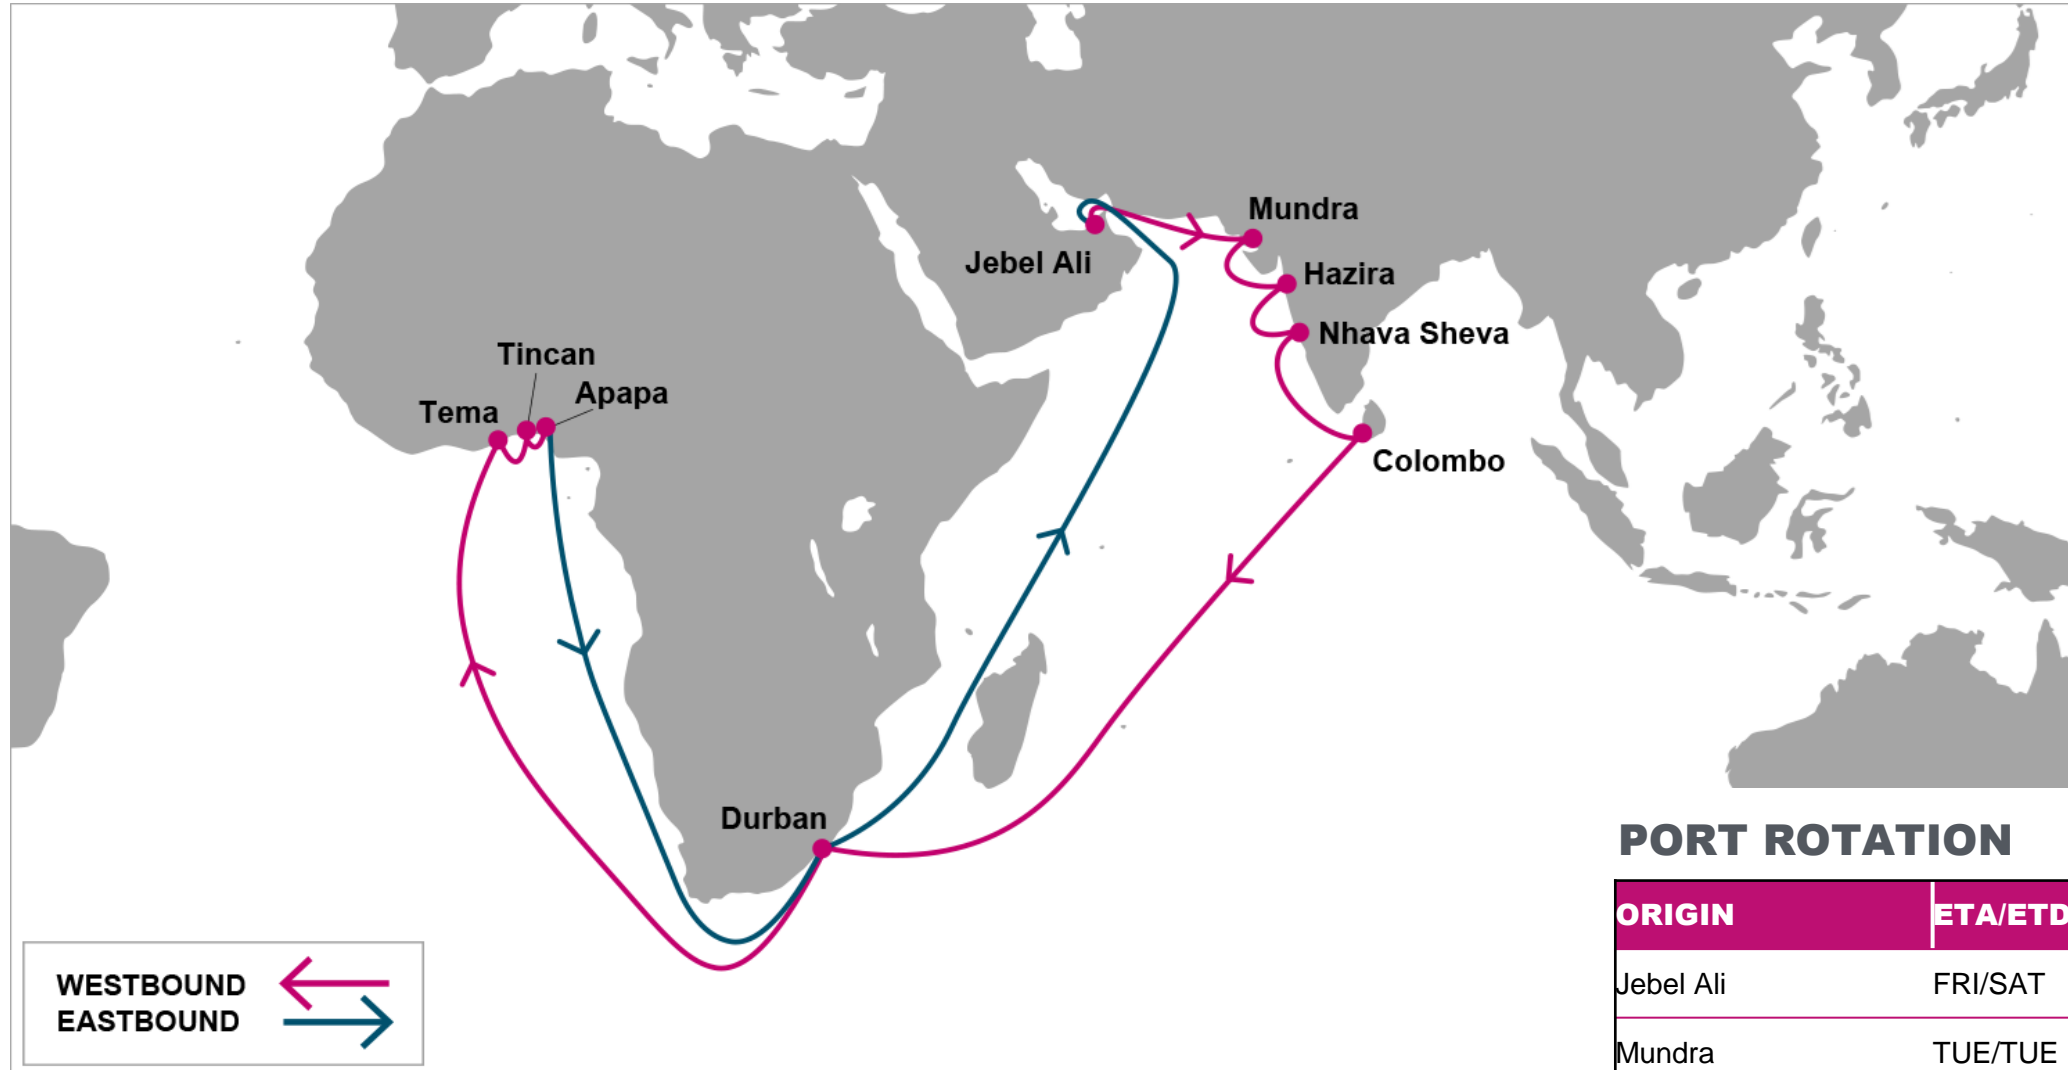 Mundra
Jebel Ali
Hazira
Nhava Sheva
Tincan
Apapa
Tema
Colombo
Durban
PORT ROTATION
ORIGIN ETA/ETD
Jebel Ali FRI/SAT
Mundra TUE/TUE
WESTBOUND
EASTBOUND